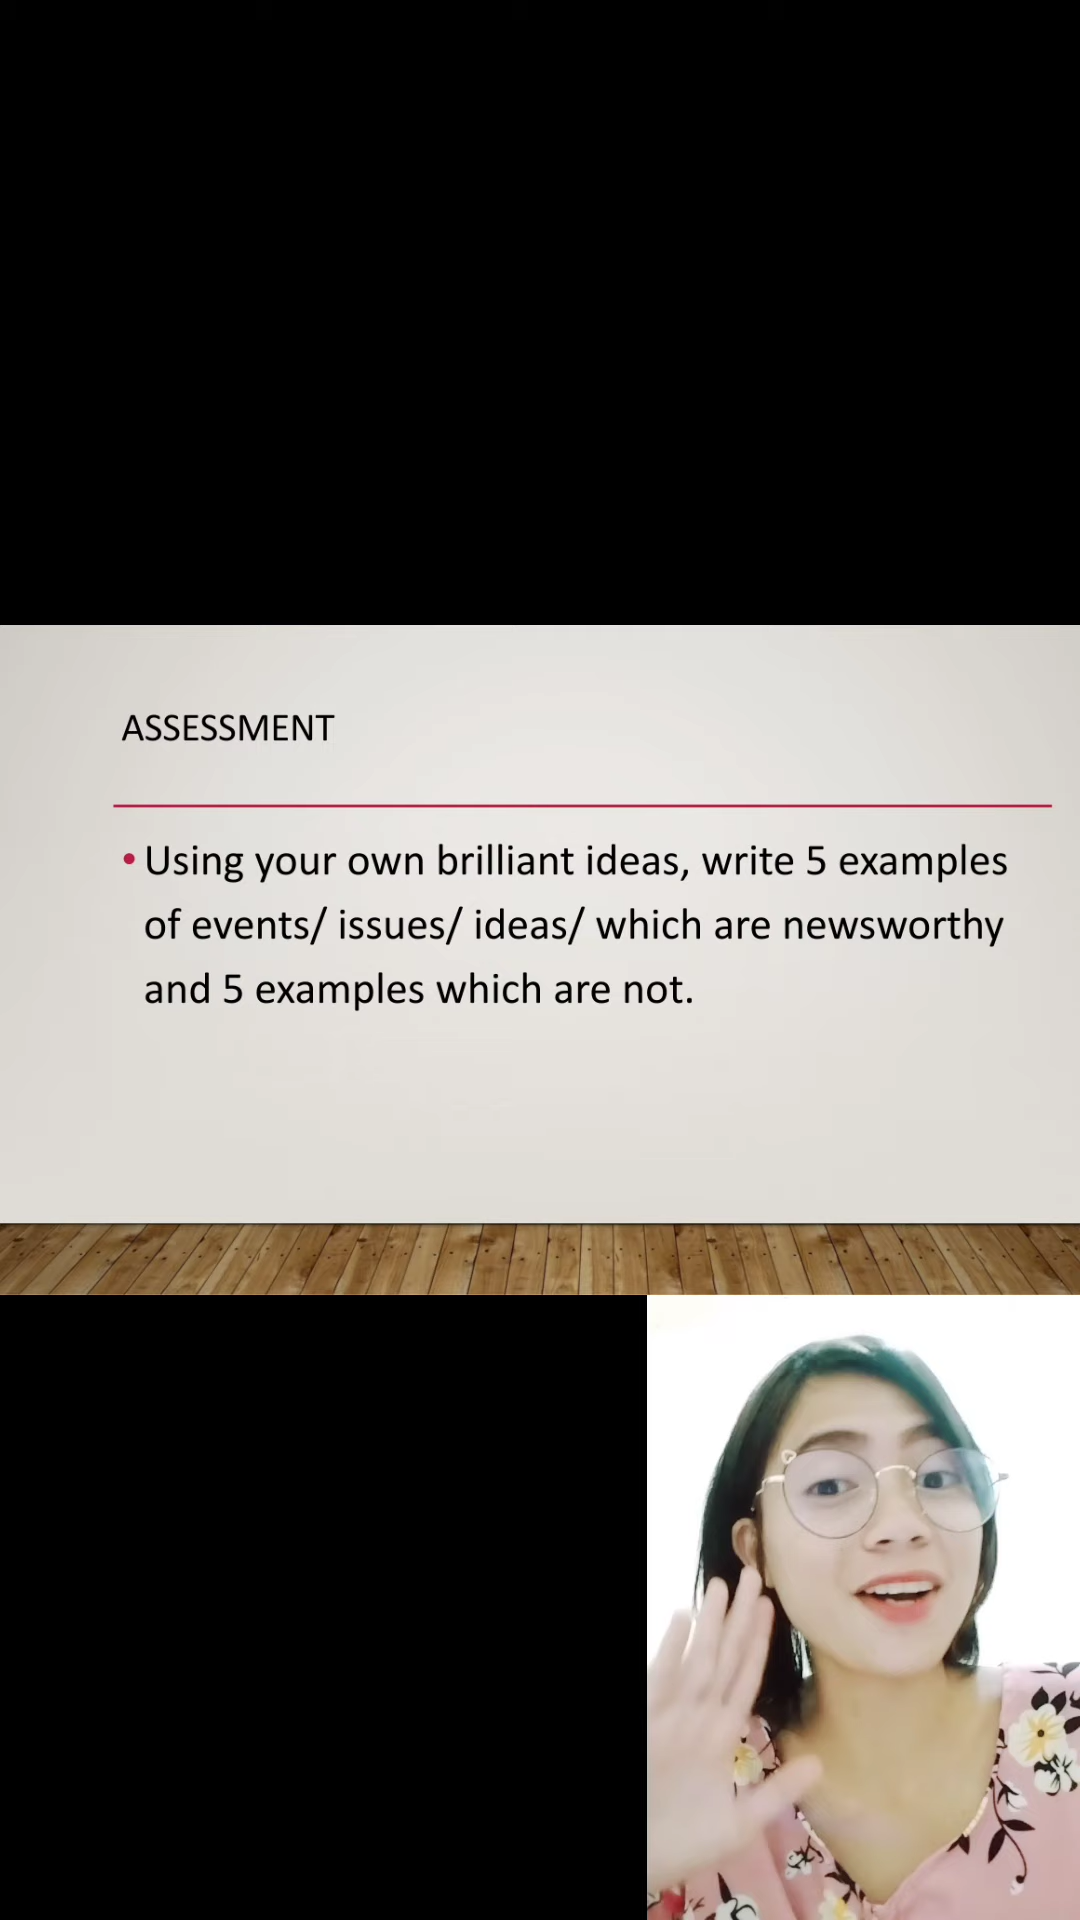 ASSESSMENT
• Using your own brilliant ideas, write 5 examples
of events/ issues/ ideas/ which are newsworthy
and 5 examples which are not.